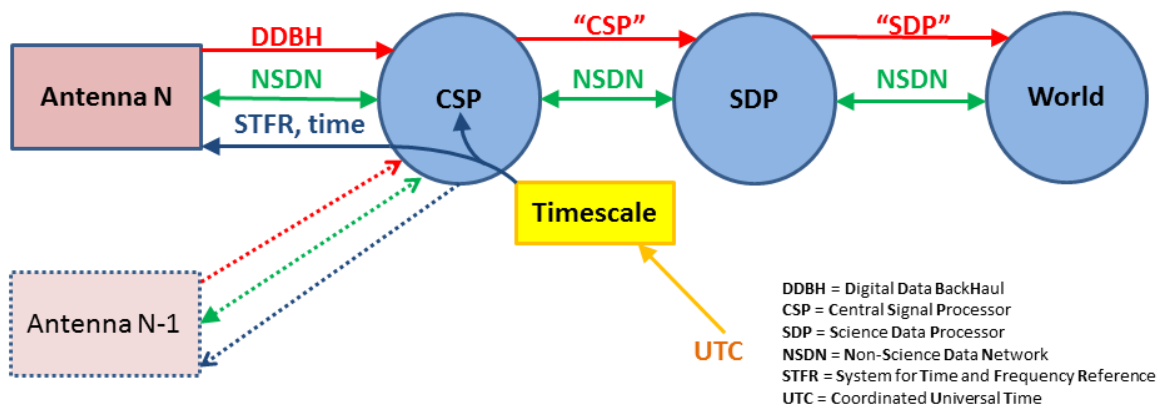 DDBH
“CSP”
“SDP”
NSDN
NSDN
NSDN
Antenna N
CSP
SDP
World
STFR, time
Timescale
Antenna N-1
UTC
DDBH = Digital Data BackHaul
CSP = Central Signal Processor
SDP = Science Data Processor
NSDN = Non-Science Data Network
STFR = System for Time and Frequency Reference
UTC = Coordinated Universal Time